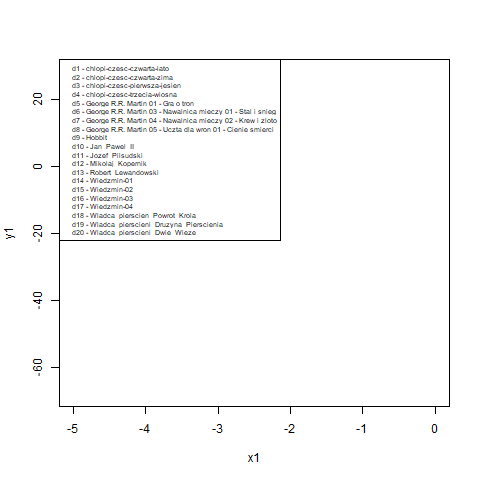 d1 - chlopi-czesc-czwarta-lato
d2 - chlopi-czesc-czwarta-zima
d3 - chlopi-czesc-pierwsza-jesien
d4 - chlopi-czesc-trzecia-wiosna
d5 - George R.R. Martin 01 - Gra o tron
d6 - George R.R. Martin 03 - Nawalnica mieczy 01 - Stal i snieg
d7 - George R.R. Martin 04 - Nawalnica mieczy 02 - Krew i zloto
d8 - George R.R. Martin 05 - Uczta dla wron 01 - Cienie smierci
d9 - Hobbit
d10 - Jan Pawel II
d11 - Jozef Pilsudski
d12 - Mikolaj Kopernik
d13 - Robert Lewandowski
d14 - Wiedzmin-01
d15 - Wiedzmin-02
d16 - Wiedzmin-03
d17 - Wiedzmin-04
d18 - Wladca pierscien Powrot Krola
d19 - Wladca pierscieni Druzyna Pierscienia
d20 - Wladca pierscieni Dwie Wieze
20
0
-20
-40
-60
y1
-5 -4 -3 -2 -1 0
x1